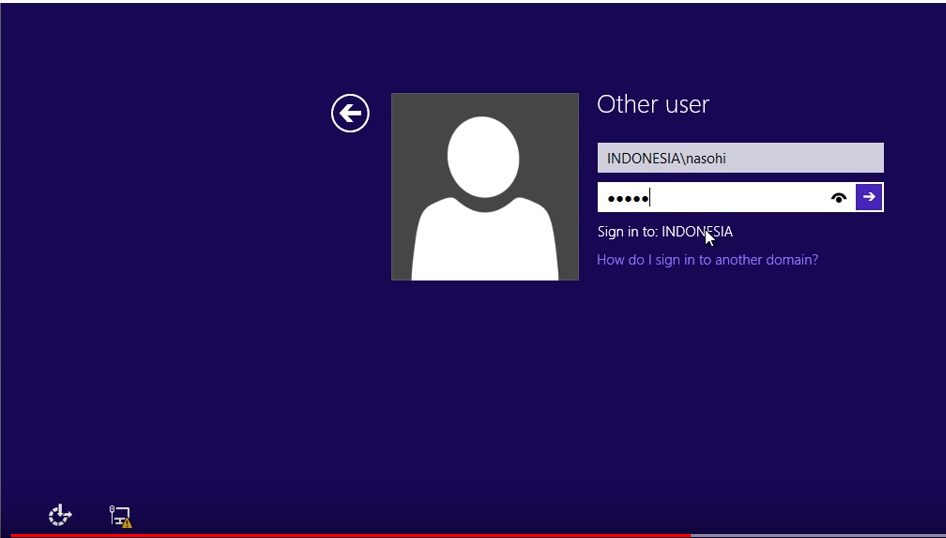 Other user
INDONESIA\nasohi
•••••
Sign in to: INDONESIA
How do I sign in to another domain?